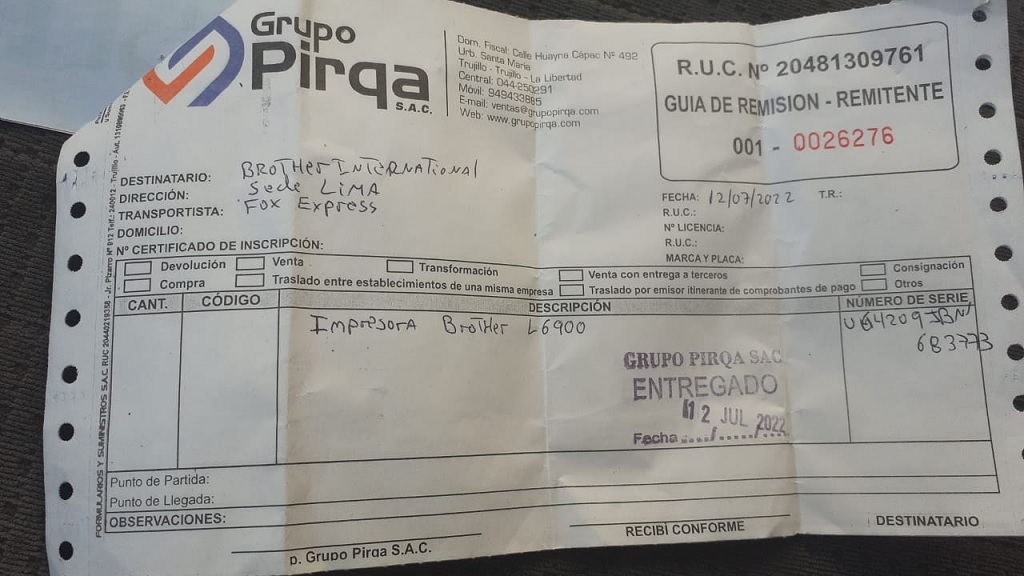 Grupo
Pirqa
S.A.C.
Dom. Fiscal: Calle Huayna Cápac Nº 492
Urb. Santa María
Trujillo - Trujillo - La Libertad
Central: 044-250291
Móvil: 949433865
E-mail: ventas@grupopirqa.com
Web: www.grupopirqa.com
R.U.C. Nº 20481309761
GUIA DE REMISION - REMITENTE
001 - 0026276
DESTINATARIO: BROTHER INTERNATIONAL
DIRECCIÓN: Sede LIMA
TRANSPORTISTA: FOX Express
DOMICILIO:
Nº CERTIFICADO DE INSCRIPCIÓN:
FECHA: 12/07/2022 T.R.:
R.U.C.:
Nº LICENCIA:
R.U.C.:
MARCA Y PLACA:
Devolución Venta Transformación Venta con entrega a terceros Consignación
Compra Traslado entre establecimientos de una misma empresa Traslado por emisor itinerante de comprobantes de pago Otros
CANT. CÓDIGO DESCRIPCIÓN NÚMERO DE SERIE
Impresora Brother L6900 U64209J8N
683773
GRUPO PIRQA SAC
ENTREGADO
12 JUL 2022
Fecha
Punto de Partida:
Punto de Llegada:
OBSERVACIONES:
p. Grupo Pirqa S.A.C.
RECIBÍ CONFORME
DESTINATARIO
FORMULARIOS Y SUMINISTROS S.A.C.